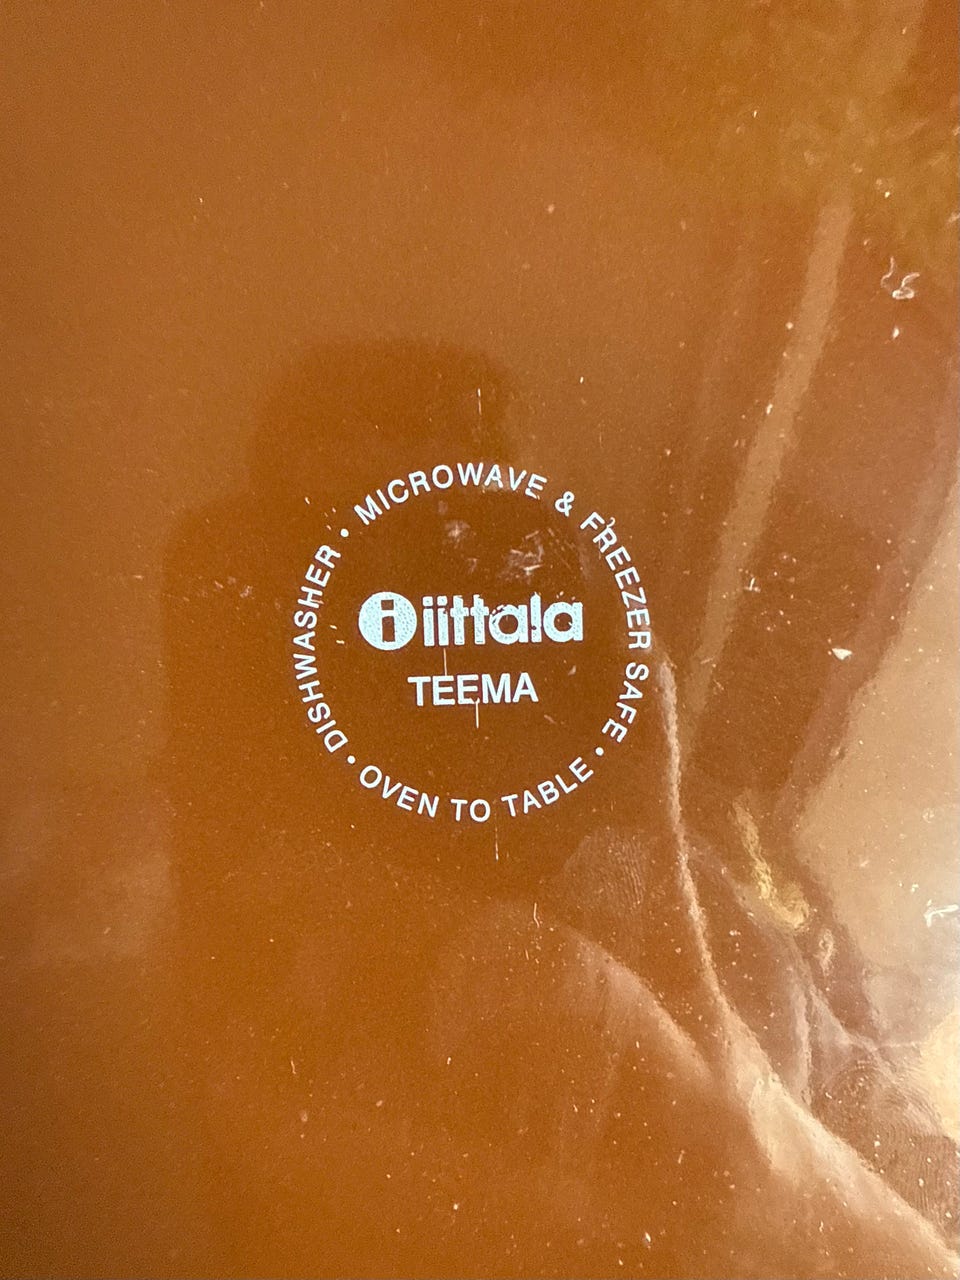 MICROWAVE & FREEZER SAFE • OVEN TO TABLE • DISHWASHER •
i iittala
TEEMA